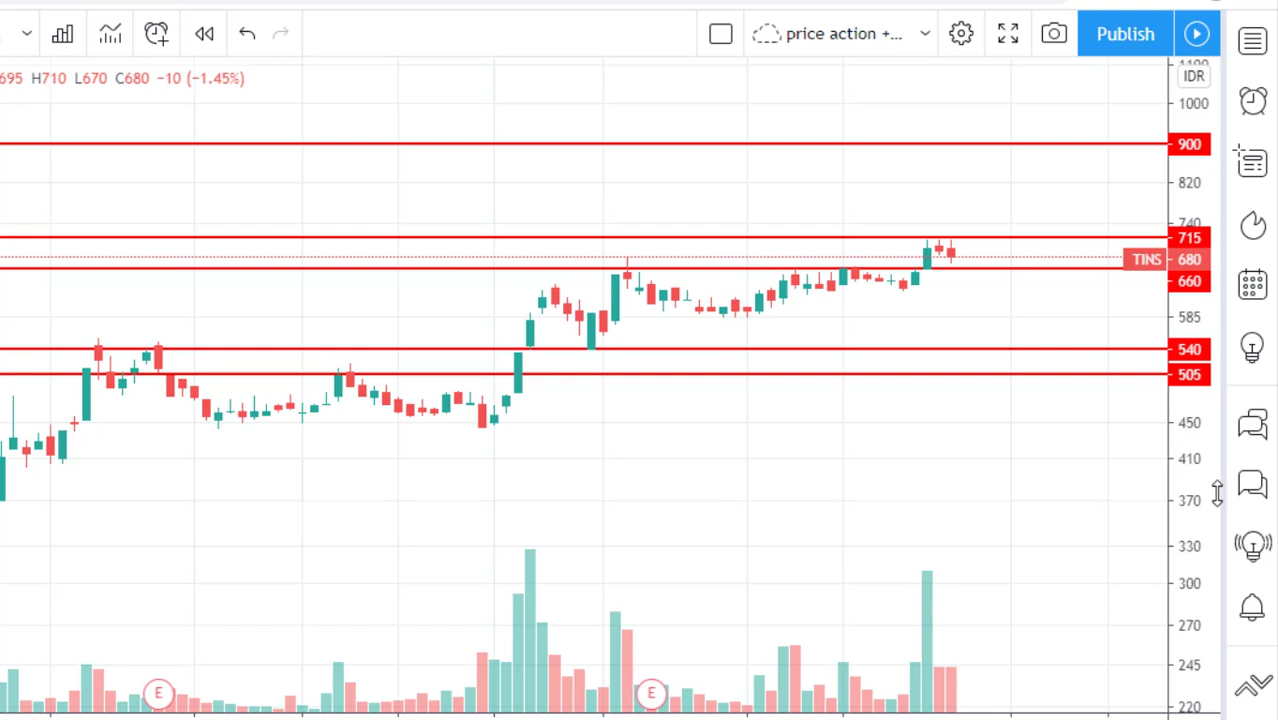 price action +...
Publish
695 H710 L670 C680 −10 (−1.45%)
1100
IDR
1000
900
820
740
715
TINS 680
660
585
540
505
450
410
370
330
300
270
245
220
E
E